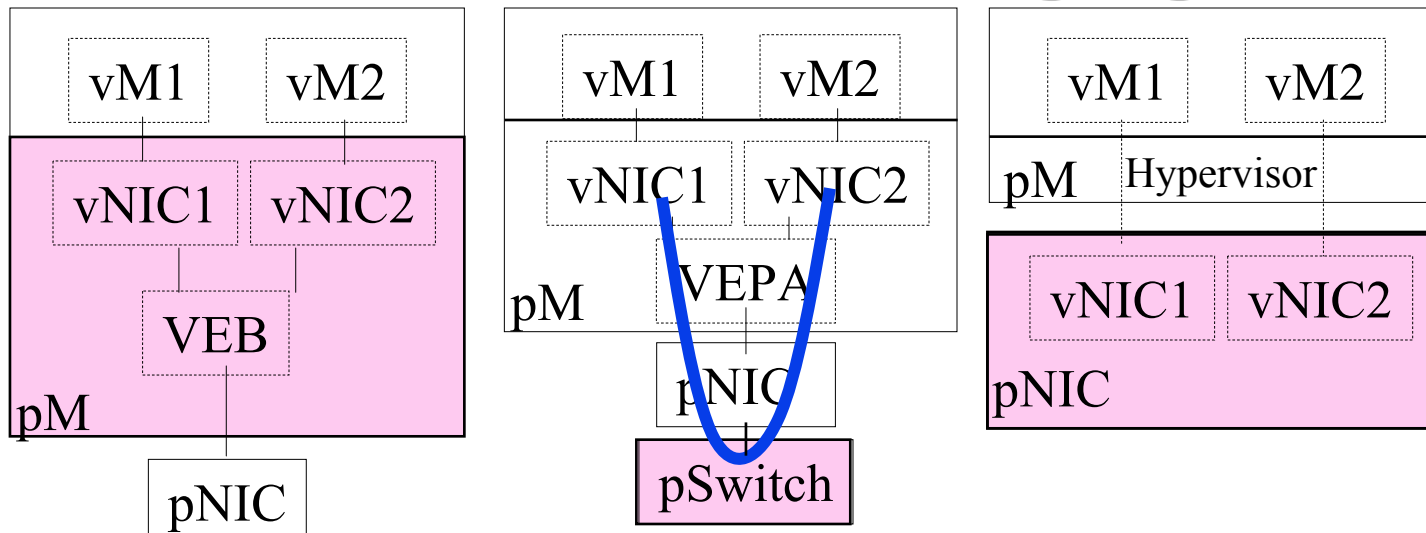 vM1 vM2
vNIC1 vNIC2
VEB
pM
pNIC
vM1 vM2
vNIC1 vNIC2
VEPA
pM
pNIC
pSwitch
vM1 vM2
pM Hypervisor
vNIC1 vNIC2
pNIC